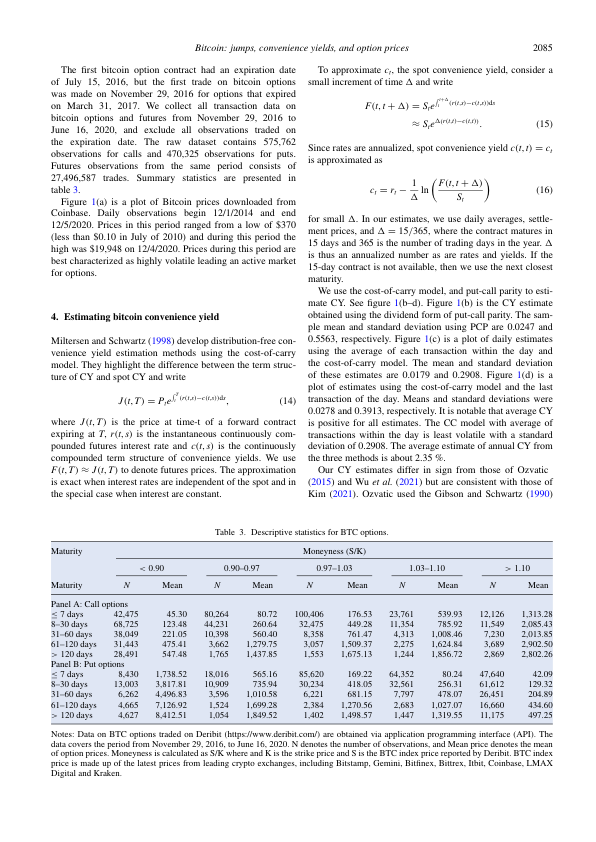 Bitcoin: jumps, convenience yields, and option prices 2085
The first bitcoin option contract had an expiration date
of July 15, 2016, but the first trade on bitcoin options
was made on November 29, 2016 for options that expired
on March 31, 2017. We collect all transaction data on
bitcoin options and futures from November 29, 2016 to
June 16, 2020, and exclude all observations traded on
the expiration date. The raw dataset contains 575,762
observations for calls and 470,325 observations for puts.
Futures observations from the same period consists of
27,496,587 trades. Summary statistics are presented in
table 3.
Figure 1(a) is a plot of Bitcoin prices downloaded from
Coinbase. Daily observations begin 12/1/2014 and end
12/5/2020. Prices in this period ranged from a low of $370
(less than $0.10 in July of 2010) and during this period the
high was $19,948 on 12/4/2020. Prices during this period are
best characterized as highly volatile leading an active market
for options.
4. Estimating bitcoin convenience yield
Miltersen and Schwartz (1998) develop distribution-free con-
venience yield estimation methods using the cost-of-carry
model. They highlight the difference between the term struc-
ture of CY and spot CY and write
J(t, T) = P_t e^{∫_t^T (r(t,s)−c(t,s))ds}, (14)
where J(t, T) is the price at time-t of a forward contract
expiring at T, r(t, s) is the instantaneous continuously com-
pounded futures interest rate and c(t, s) is the continuously
compounded term structure of convenience yields. We use
F(t, T) ≈ J(t, T) to denote futures prices. The approximation
is exact when interest rates are independent of the spot and in
the special case when interest are constant.
To approximate c_t, the spot convenience yield, consider a
small increment of time Δ and write
F(t, t + Δ) = S_t e^{∫_t^{t+Δ} (r(t,s)−c(t,s))ds}
≈ S_t e^{Δ(r(t,t)−c(t,t))}. (15)
Since rates are annualized, spot convenience yield c(t, t) = c_t
is approximated as
c_t = r_t − 1/Δ ln (F(t, t + Δ)/S_t) (16)
for small Δ. In our estimates, we use daily averages, settle-
ment prices, and Δ = 15/365, where the contract matures in
15 days and 365 is the number of trading days in the year. Δ
is thus an annualized number as are rates and yields. If the
15-day contract is not available, then we use the next closest
maturity.
We use the cost-of-carry model, and put-call parity to esti-
mate CY. See figure 1(b–d). Figure 1(b) is the CY estimate
obtained using the dividend form of put-call parity. The sam-
ple mean and standard deviation using PCP are 0.0247 and
0.5563, respectively. Figure 1(c) is a plot of daily estimates
using the average of each transaction within the day and
the cost-of-carry model. The mean and standard deviation
of these estimates are 0.0179 and 0.2908. Figure 1(d) is a
plot of estimates using the cost-of-carry model and the last
transaction of the day. Means and standard deviations were
0.0278 and 0.3913, respectively. It is notable that average CY
is positive for all estimates. The CC model with average of
transactions within the day is least volatile with a standard
deviation of 0.2908. The average estimate of annual CY from
the three methods is about 2.35 %.
Our CY estimates differ in sign from those of Ozvatic
(2015) and Wu et al. (2021) but are consistent with those of
Kim (2021). Ozvatic used the Gibson and Schwartz (1990)
Table 3. Descriptive statistics for BTC options.
Maturity Moneyness (S/K)
< 0.90 0.90–0.97 0.97–1.03 1.03–1.10 > 1.10
Maturity N Mean N Mean N Mean N Mean N Mean
Panel A: Call options
≤ 7 days 42,475 45.30 80,264 80.72 100,406 176.53 23,761 539.93 12,126 1,313.28
8–30 days 68,725 123.48 44,231 260.64 32,475 449.28 11,354 785.92 11,549 2,085.43
31–60 days 38,049 221.05 10,398 560.40 8,358 761.47 4,313 1,008.46 7,230 2,013.85
61–120 days 31,443 475.41 3,662 1,279.75 3,057 1,509.37 2,275 1,624.84 3,689 2,902.50
> 120 days 28,491 547.48 1,765 1,437.85 1,553 1,675.13 1,244 1,856.72 2,869 2,802.26
Panel B: Put options
≤ 7 days 8,430 1,738.52 18,016 565.16 85,620 169.22 64,352 80.24 47,640 42.09
8–30 days 13,003 3,817.81 10,909 735.94 30,234 418.05 32,561 256.31 61,612 129.32
31–60 days 6,262 4,496.83 3,596 1,010.58 6,221 681.15 7,797 478.07 26,451 204.89
61–120 days 4,665 7,126.92 1,524 1,699.28 2,384 1,270.56 2,683 1,027.07 16,660 434.60
> 120 days 4,627 8,412.51 1,054 1,849.52 1,402 1,498.57 1,447 1,319.55 11,175 497.25
Notes: Data on BTC options traded on Deribit (https://www.deribit.com/) are obtained via application programming interface (API). The
data covers the period from November 29, 2016, to June 16, 2020. N denotes the number of observations, and Mean price denotes the mean
of option prices. Moneyness is calculated as S/K where and K is the strike price and S is the BTC index price reported by Deribit. BTC index
price is made up of the latest prices from leading crypto exchanges, including Bitstamp, Gemini, Bitfinex, Bittrex, Itbit, Coinbase, LMAX
Digital and Kraken.